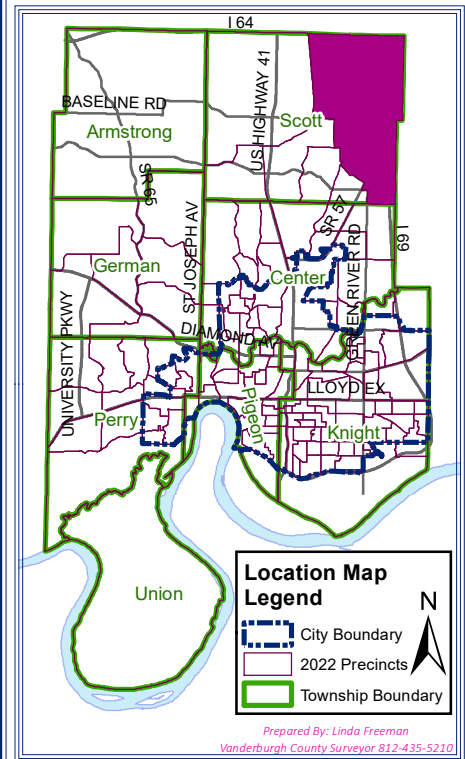 I 64
BASELINE RD
Armstrong
Scott
US HIGHWAY 41
SR 65
SR 57
I 69
ST JOSEPH AV
German
Center
GREEN RIVER RD
UNIVERSITY PKWY
DIAMOND AV
LLOYD EX
Perry
Pigeon
Knight
Union
Location Map
Legend
N
City Boundary
2022 Precincts
Township Boundary
Prepared By: Linda Freeman
Vanderburgh County Surveyor 812-435-5210